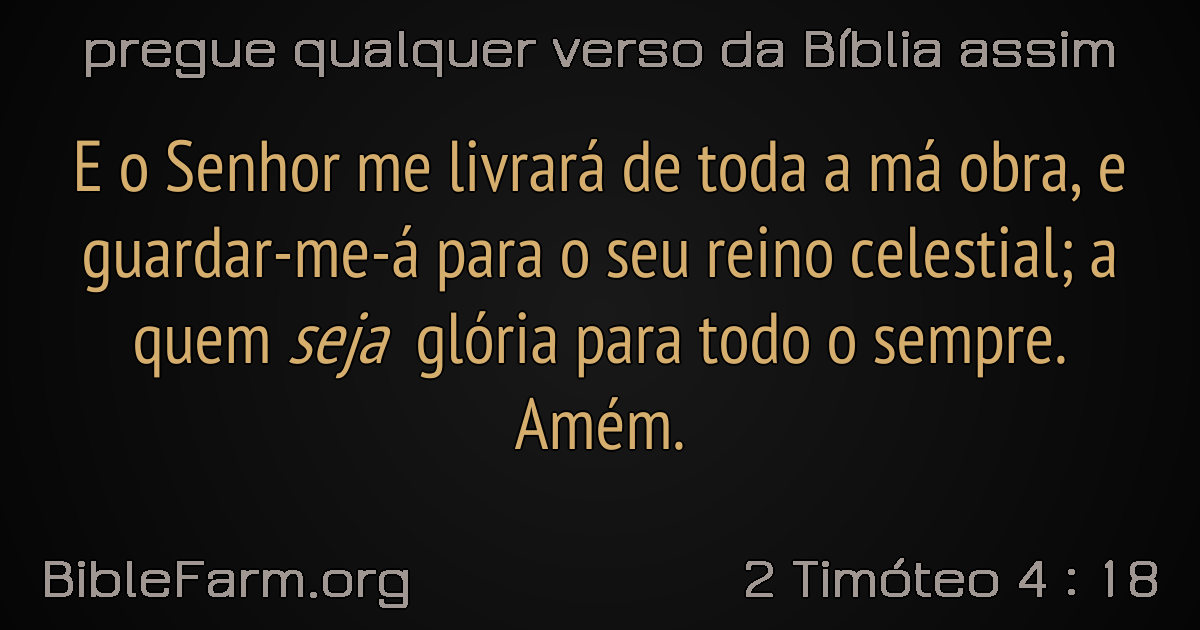 pregue qualquer verso da Bíblia assim
E o Senhor me livrará de toda a má obra, e
guardar-me-á para o seu reino celestial; a
quem seja glória para todo o sempre.
Amém.
BibleFarm.org
2 Timóteo 4 : 18